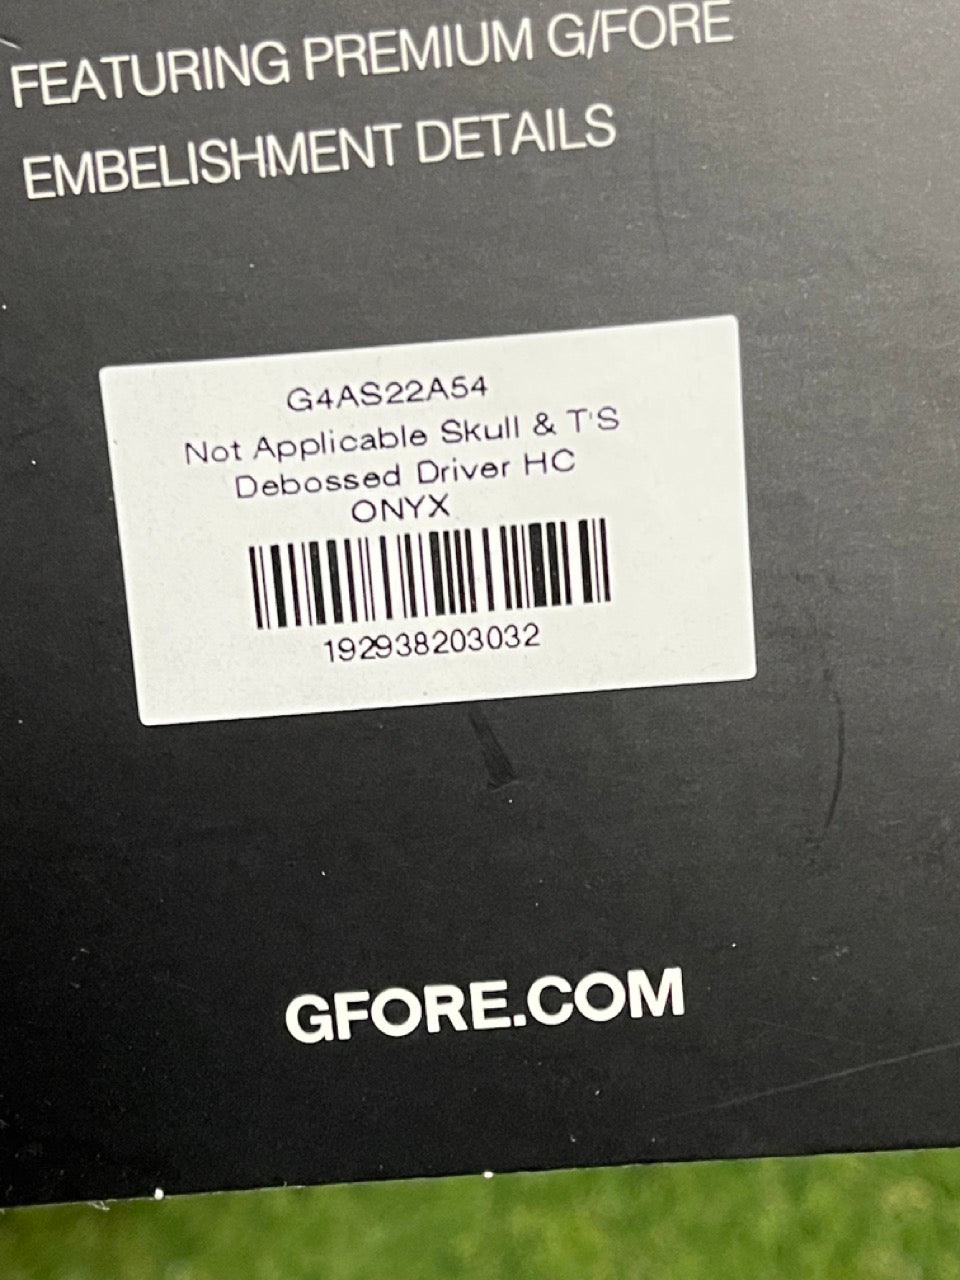 FEATURING PREMIUM G/FORE
EMBELISHMENT DETAILS
G4AS22A54
Not Applicable Skull & T'S
Debossed Driver HC
ONYX
192938203032
GFORE.COM